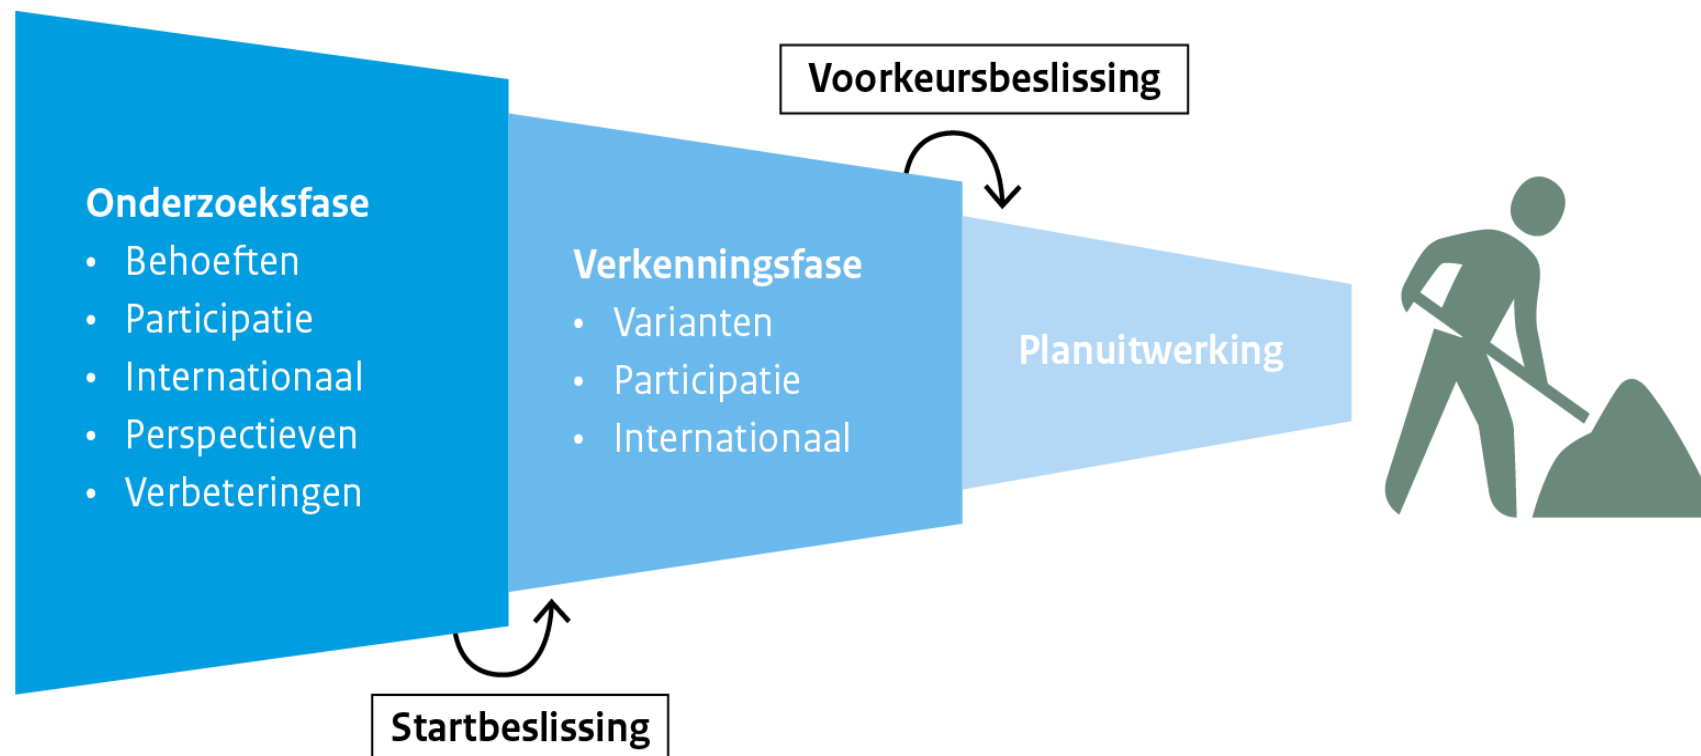 Onderzoeksfase
• Behoeften
• Participatie
• Internationaal
• Perspectieven
• Verbeteringen
Startbeslissing
Verkenningsfase
• Varianten
• Participatie
• Internationaal
Voorkeursbeslissing
Planuitwerking